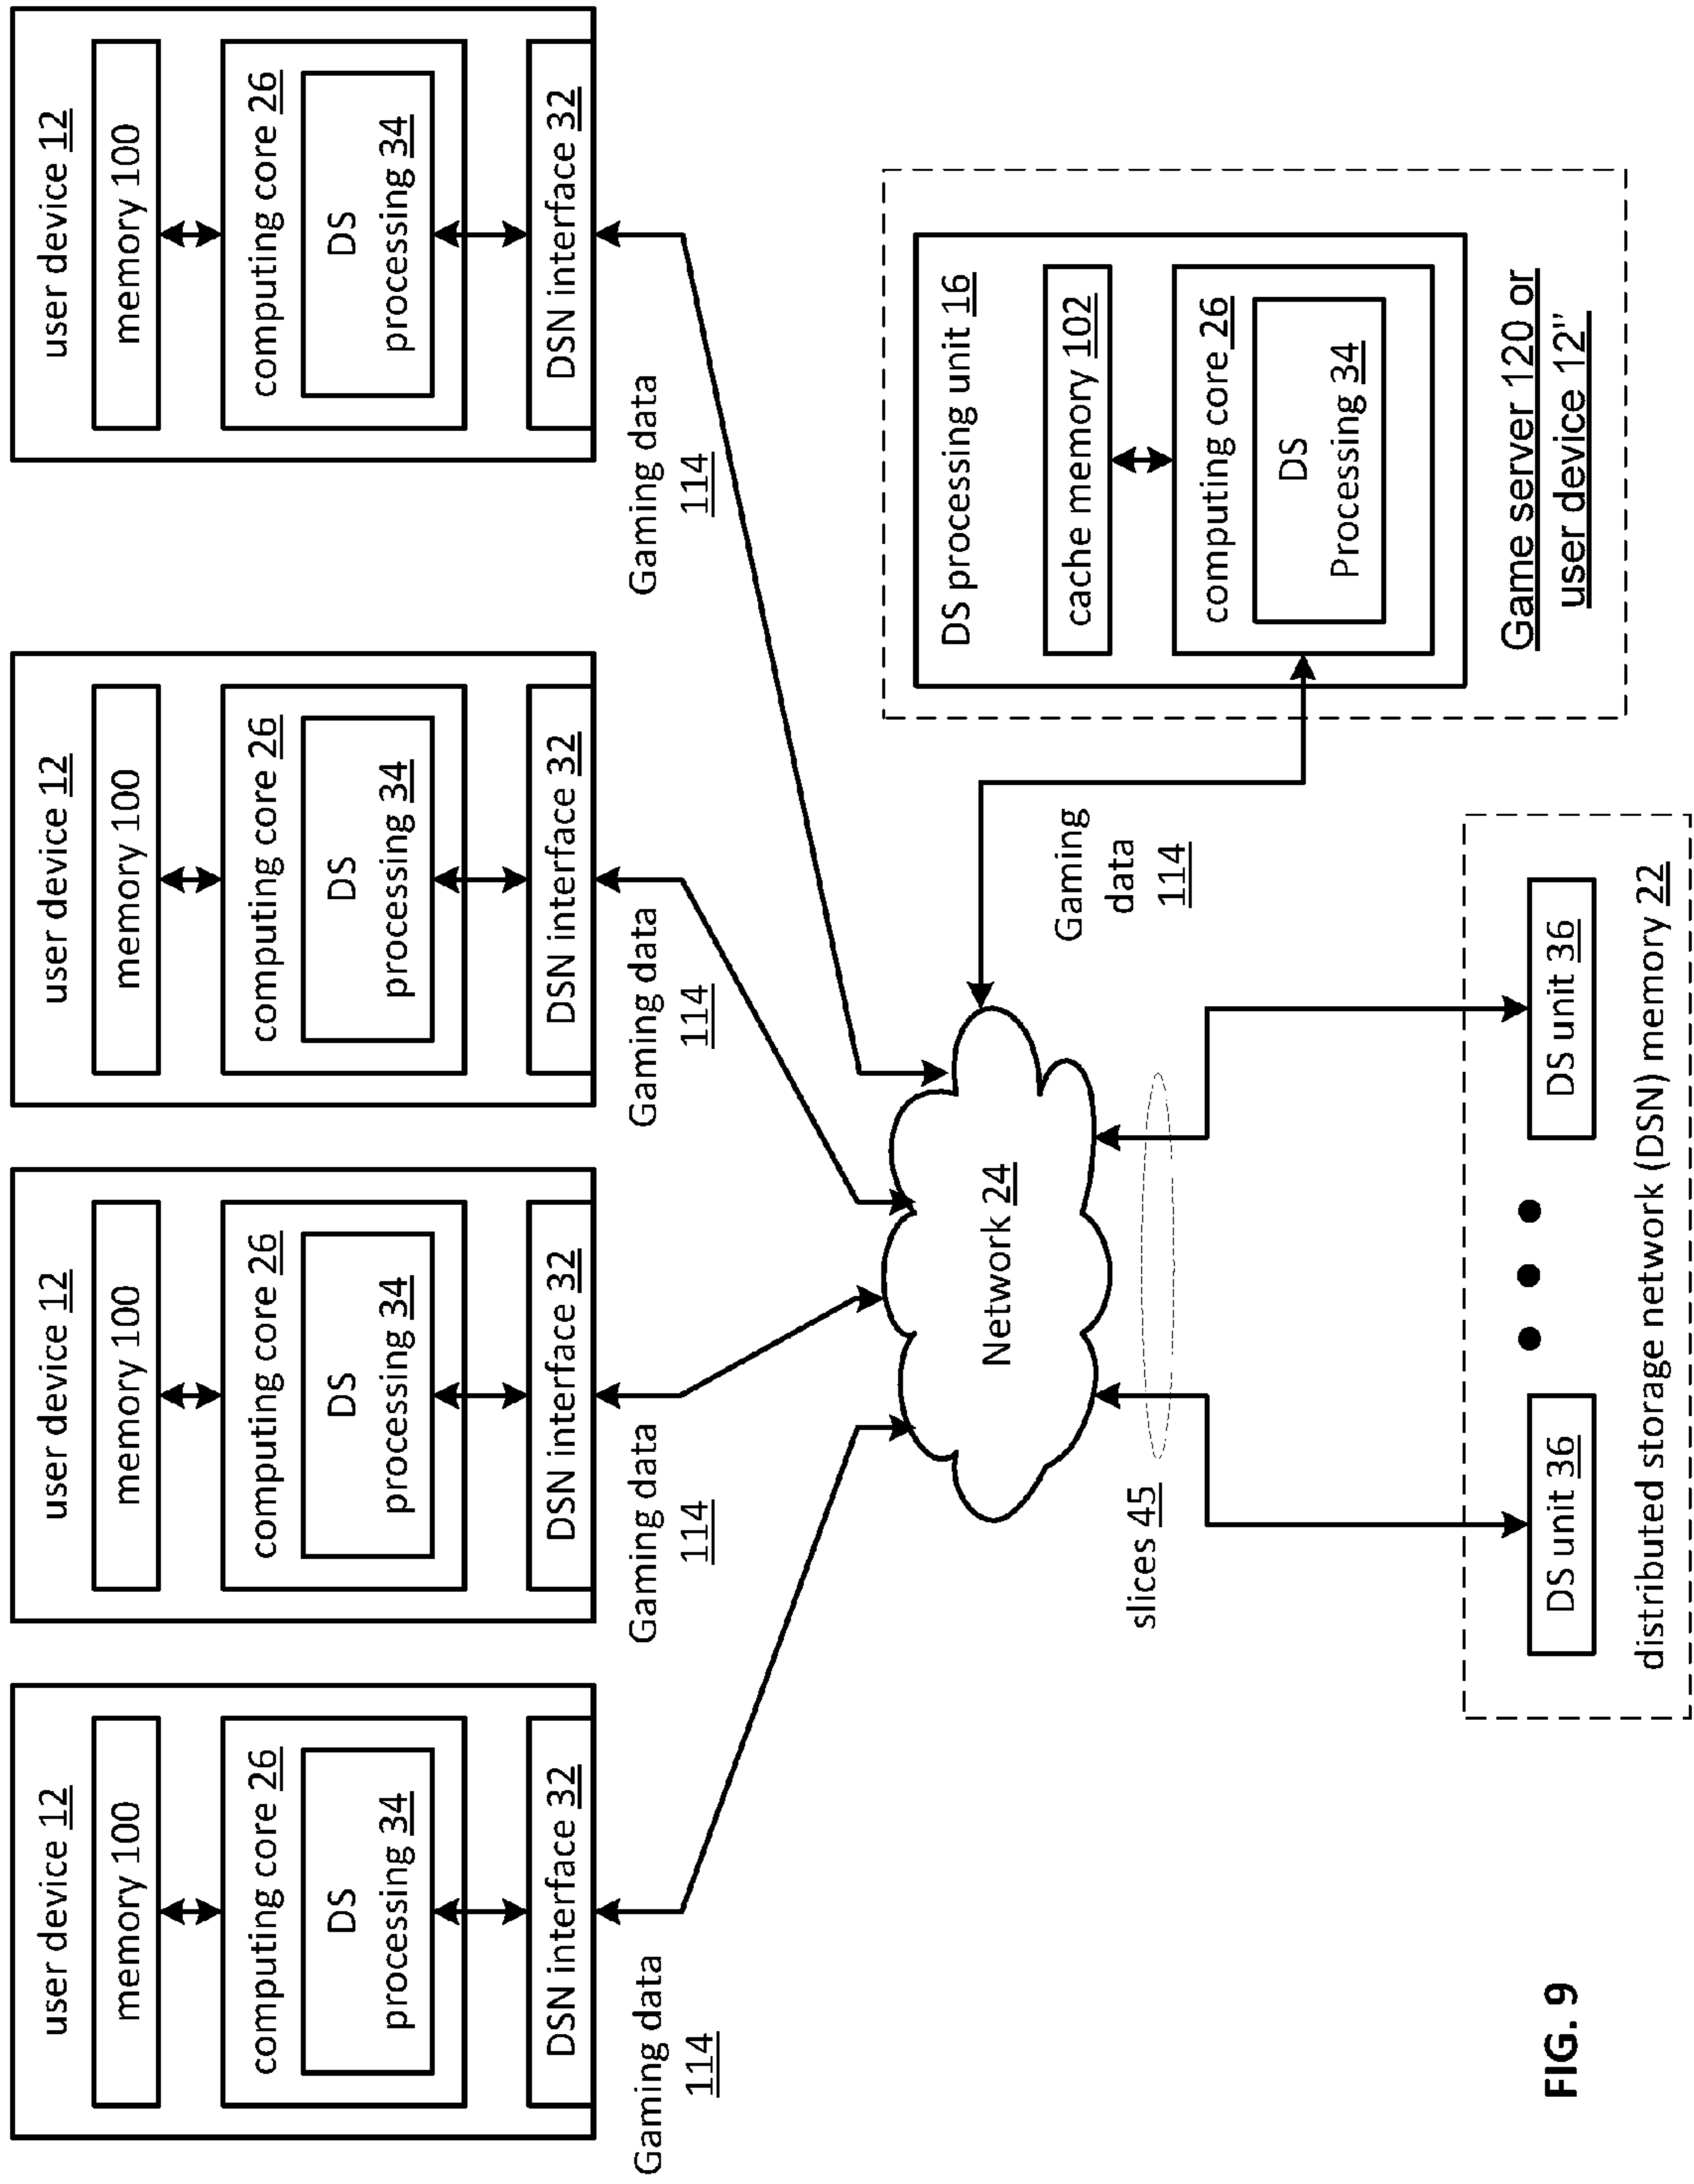 user device 12
memory 100
computing core 26
DS
processing 34
DSN interface 32
Gaming data
114
user device 12
memory 100
computing core 26
DS
processing 34
DSN interface 32
Gaming data
114
user device 12
memory 100
computing core 26
DS
processing 34
DSN interface 32
Gaming data
114
user device 12
memory 100
computing core 26
DS
processing 34
DSN interface 32
Gaming data
114
Network 24
slices 45
Gaming
data
114
DS processing unit 16
cache memory 102
computing core 26
DS
Processing 34
Game server 120 or
user device 12"
DS unit 36
DS unit 36
distributed storage network (DSN) memory 22
FIG. 9